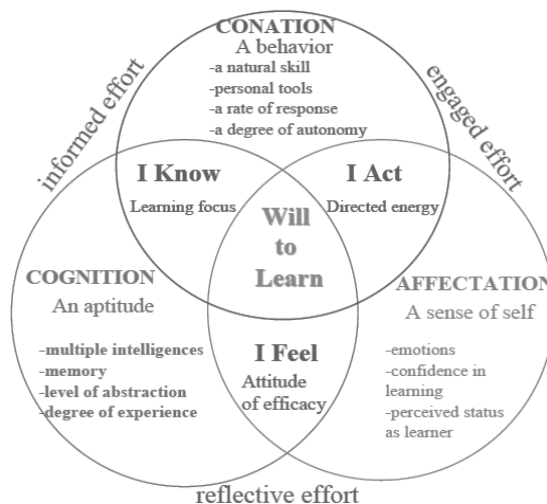 CONATION
A behavior
-a natural skill
-personal tools
-a rate of response
-a degree of autonomy
informed effort
engaged effort
I Know
Learning focus
I Act
Directed energy
Will
to
Learn
COGNITION
An aptitude
-multiple intelligences
-memory
-level of abstraction
-degree of experience
AFFECTATION
A sense of self
-emotions
-confidence in
learning
-perceived status
as learner
I Feel
Attitude
of efficacy
reflective effort